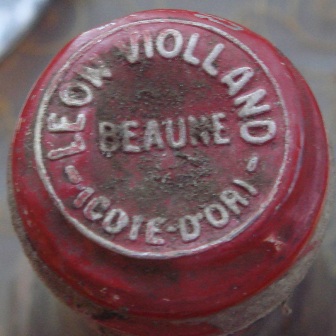 LEON VIOLLAND
BEAUNE
- (COTE-D'OR) -